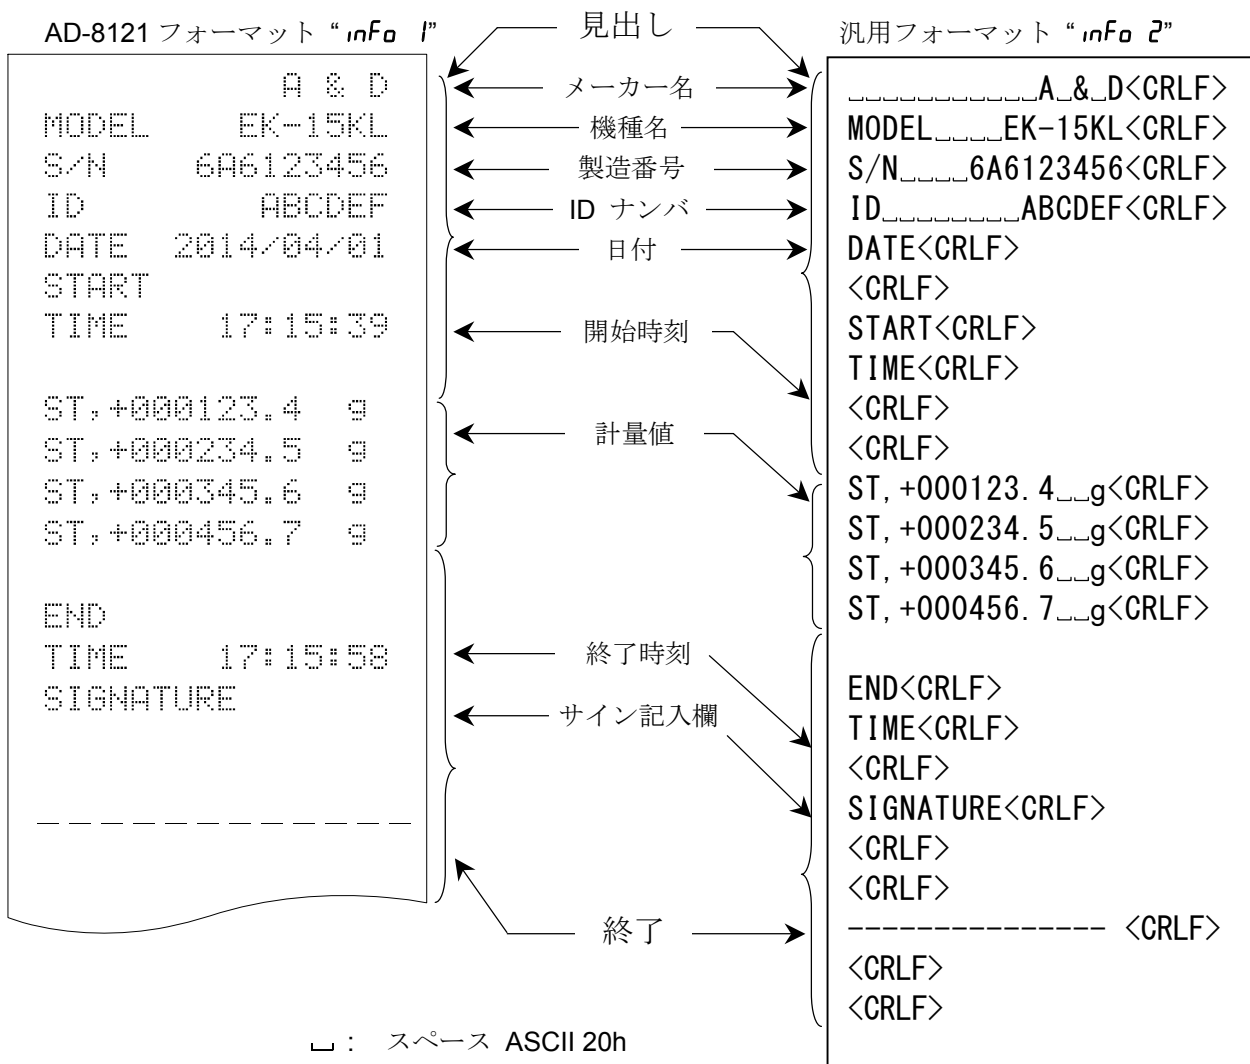 AD-8121 フォーマット “inFo 1”
A & D
MODEL EK-15KL
S/N 6A6123456
ID ABCDEF
DATE 2014/04/01
START
TIME 17:15:39
ST,+000123.4 g
ST,+000234.5 g
ST,+000345.6 g
ST,+000456.7 g
END
TIME 17:15:58
SIGNATURE
_ _ _ _ _ _ _ _ _ _ _ _
見出し
メーカー名
機種名
製造番号
ID ナンバ
日付
開始時刻
計量値
終了時刻
サイン記入欄
終了
汎用フォーマット “inFo 2”
␣␣␣␣␣␣␣␣␣␣␣A␣&␣D<CRLF>
MODEL␣␣␣␣EK-15KL<CRLF>
S/N␣␣␣␣6A6123456<CRLF>
ID␣␣␣␣␣␣␣␣ABCDEF<CRLF>
DATE<CRLF>
<CRLF>
START<CRLF>
TIME<CRLF>
<CRLF>
<CRLF>
ST,+000123.4␣␣g<CRLF>
ST,+000234.5␣␣g<CRLF>
ST,+000345.6␣␣g<CRLF>
ST,+000456.7␣␣g<CRLF>
END<CRLF>
TIME<CRLF>
<CRLF>
SIGNATURE<CRLF>
<CRLF>
<CRLF>
--------------- <CRLF>
<CRLF>
<CRLF>
␣ : スペース ASCII 20h